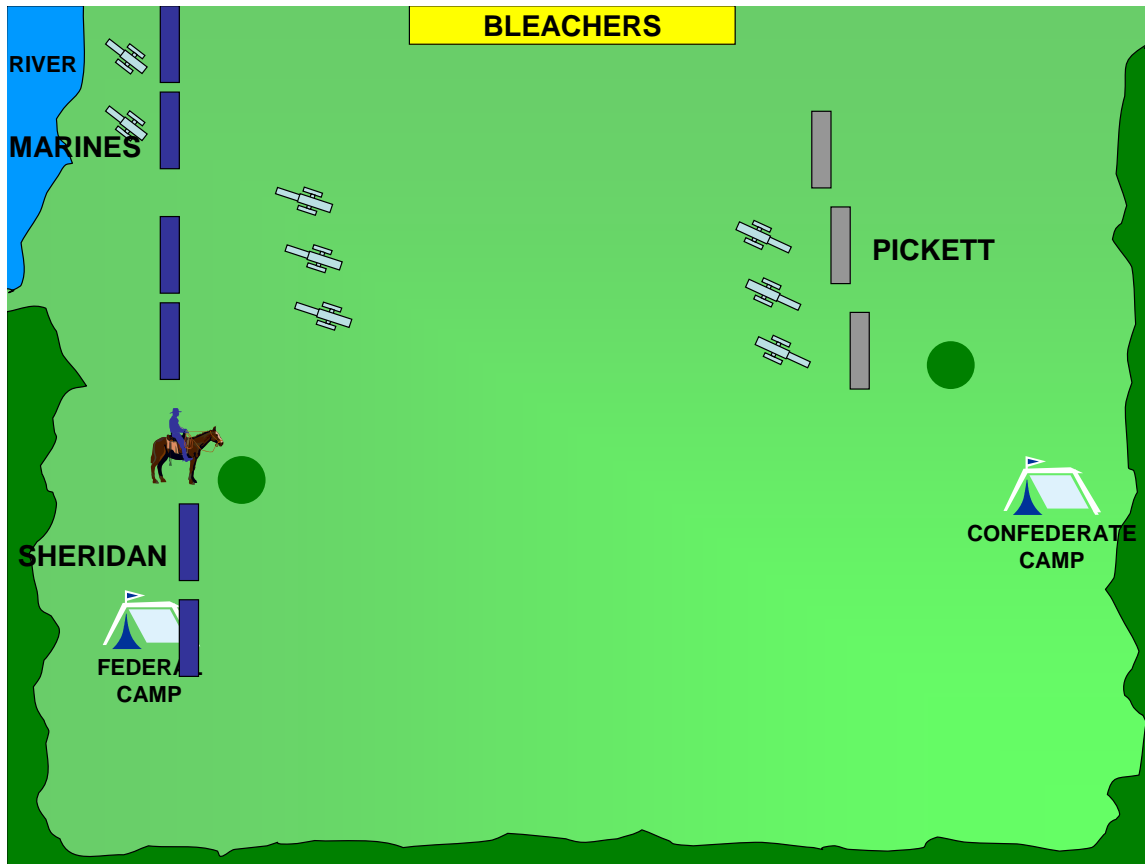 BLEACHERS
RIVER
MARINES
PICKETT
SHERIDAN
CONFEDERATE
CAMP
FEDERAL
CAMP